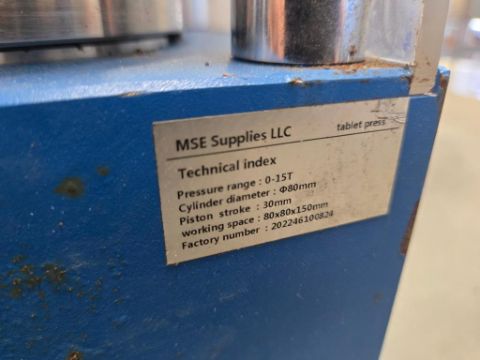 MSE Supplies LLC
tablet press
Technical index
Pressure range : 0-15T
Cylinder diameter : Φ80mm
Piston stroke : 30mm
working space : 80x80x150mm
Factory number : 202246100824